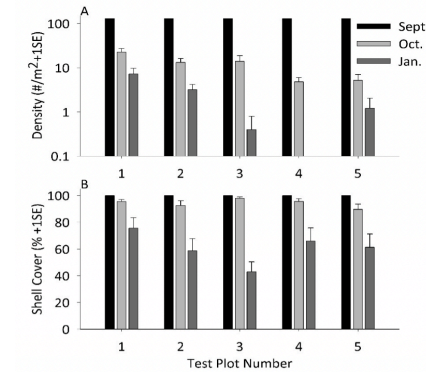 A
100
10
1
0.1
Density (#/m²+1SE)
Sept
Oct.
Jan.
1 2 3 4 5
B
100
80
60
40
20
0
Shell Cover (% +1SE)
1 2 3 4 5
Test Plot Number